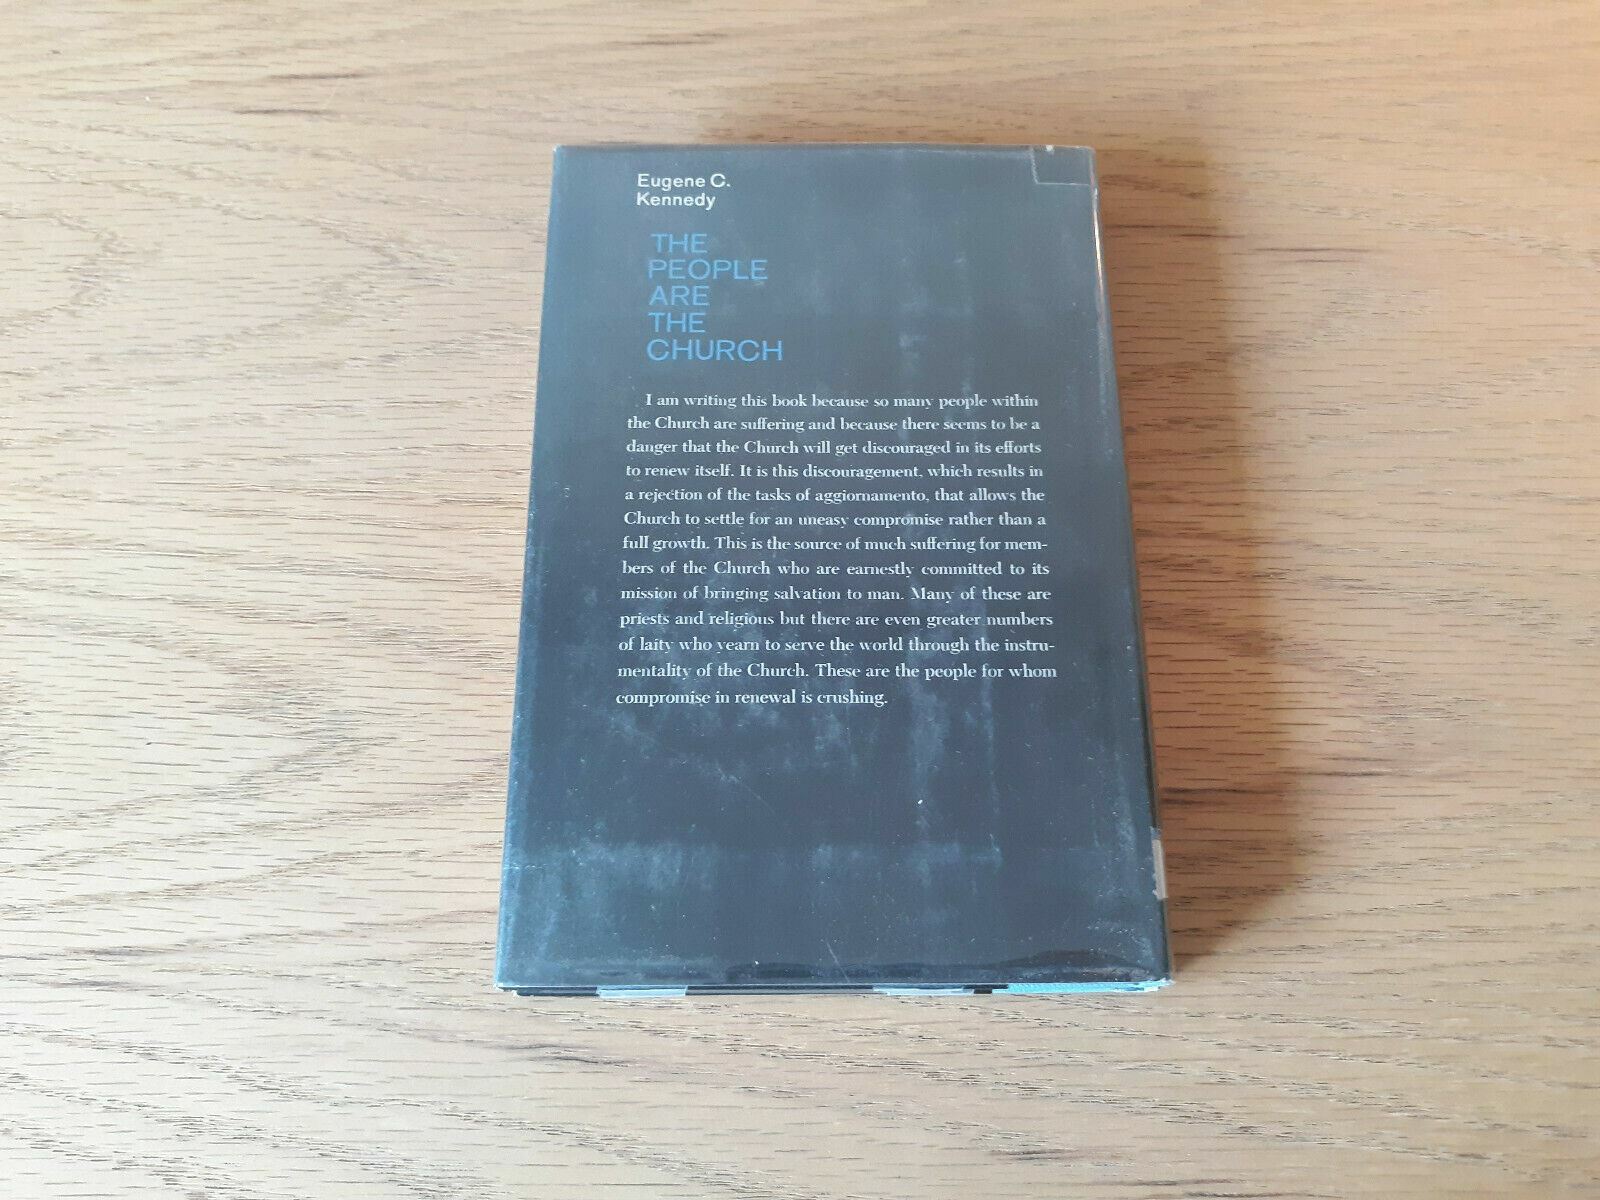 Eugene C.
Kennedy
THE
PEOPLE
ARE
THE
CHURCH
I am writing this book because so many people within
the Church are suffering and because there seems to be a
danger that the Church will get discouraged in its efforts
to renew itself. It is this discouragement, which results in
a rejection of the tasks of aggiornamento, that allows the
Church to settle for an uneasy compromise rather than a
full growth. This is the source of much suffering for mem-
bers of the Church who are earnestly committed to its
mission of bringing salvation to man. Many of these are
priests and religious but there are even greater numbers
of laity who yearn to serve the world through the instru-
mentality of the Church. These are the people for whom
compromise in renewal is crushing.